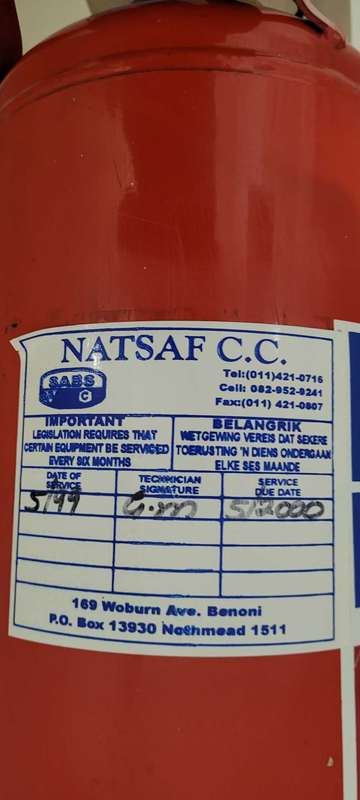 NATSAF C.C.
SABS
Tel:(011)421-0716
Cell: 082-952-9241
Fax:(011) 421-0807
IMPORTANT
LEGISLATION REQUIRES THAT
CERTAIN EQUIPMENT BE SERVICED
EVERY SIX MONTHS
BELANGRIK
WETGEWING VEREIS DAT SEKERE
TOERUSTING 'N DIENS ONDERGAAN
ELKE SES MAANDE
DATE OF
SERVICE
TECHNICIAN
SIGNATURE
SERVICE
DUE DATE
5/99
5/2000
169 Woburn Ave. Benoni
P.O. Box 13930 Northmead 1511